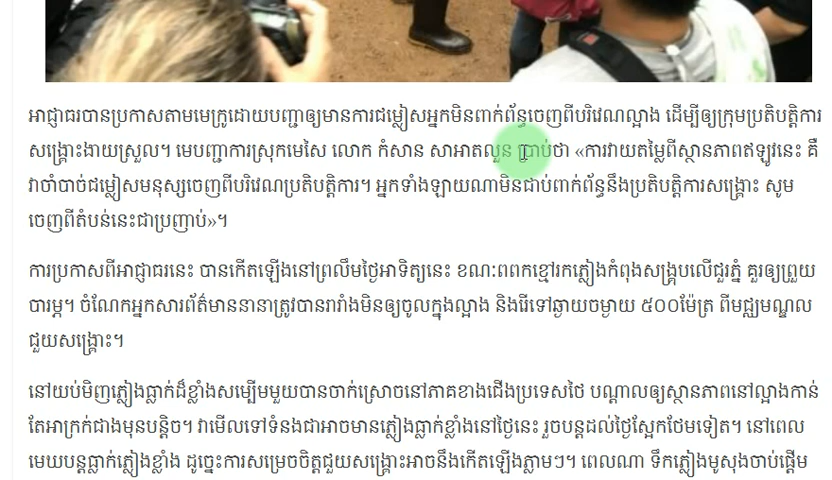 អាជ្ញាធរបានប្រកាសតាមមេក្រូដោយបញ្ជាឲ្យមានការជម្លៀសអ្នកមិនពាក់ព័ន្ធចេញពីបរិវេណល្អាង ដើម្បីឲ្យក្រុមប្រតិបត្តិការ
សង្គ្រោះងាយស្រួល។ មេបញ្ជាការស្រុកមេសៃ លោក កំសាន សាអាតលួន ប្រាប់ថា «ការវាយតម្លៃពីស្ថានភាពឥឡូវនេះ គឺ
វាចាំបាច់ជម្លៀសមនុស្សចេញពីបរិវេណប្រតិបត្តិការ។ អ្នកទាំងឡាយណាមិនជាប់ពាក់ព័ន្ធនឹងប្រតិបត្តិការសង្គ្រោះ សូម
ចេញពីតំបន់នេះជាប្រញាប់»។
ការប្រកាសពីអាជ្ញាធរនេះ បានកើតឡើងនៅព្រលឹមថ្ងៃអាទិត្យនេះ ខណៈពពកខ្មៅរកភ្លៀងកំពុងសង្គ្របលើជួរភ្នំ គួរឲ្យព្រួយ
បារម្ភ។ ចំណែកអ្នកសារព័ត៌មាននានាត្រូវបានរារាំងមិនឲ្យចូលក្នុងល្អាង និងរើទៅឆ្ងាយចម្ងាយ ៥០០ម៉ែត្រ ពីមជ្ឈមណ្ឌល
ជួយសង្គ្រោះ។
នៅយប់មិញភ្លៀងធ្លាក់ដ៏ខ្លាំងសម្បើមមួយបានចាក់ស្រោចនៅភាគខាងជើងប្រទេសថៃ បណ្តាលឲ្យស្ថានភាពនៅល្អាងកាន់
តែអាក្រក់ជាងមុនបន្តិច។ វាមើលទៅទំនងជាអាចមានភ្លៀងធ្លាក់ខ្លាំងនៅថ្ងៃនេះ រួចបន្តដល់ថ្ងៃស្អែកថែមទៀត។ នៅពេល
មេឃបន្តធ្លាក់ភ្លៀងខ្លាំង ដូច្នេះការសម្រេចចិត្តជួយសង្គ្រោះអាចនឹងកើតឡើងភ្លាមៗ។ ពេលណា ទឹកភ្លៀងមូសុងចាប់ផ្តើម